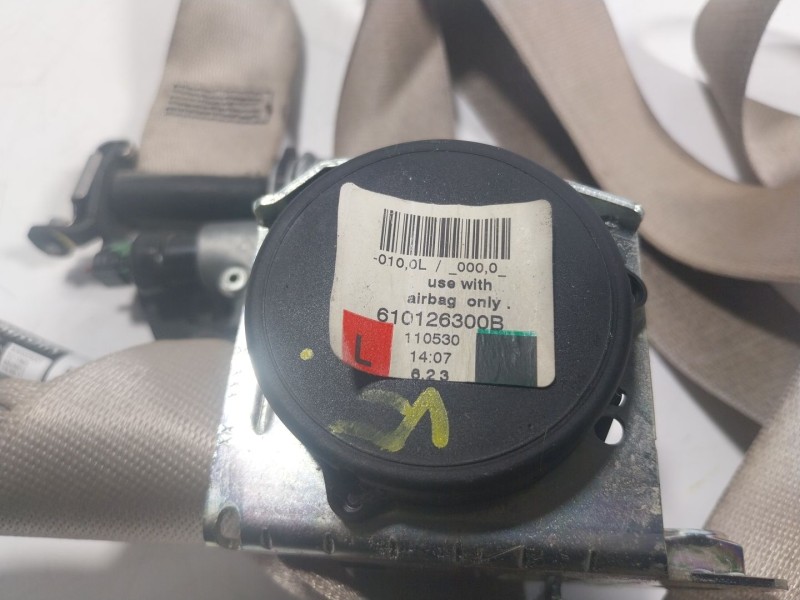 -010,0L / _000,0_
use with
airbag only.
610126300B
110530
L
14:07
6.2 3